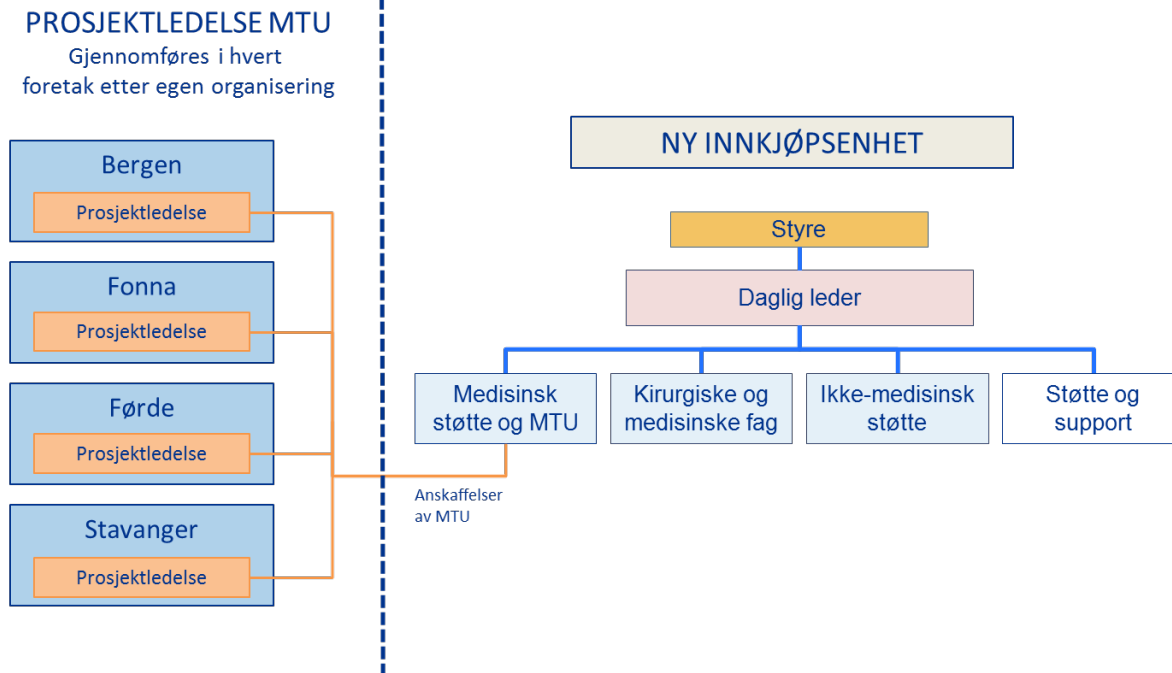 PROSJEKTLEDELSE MTU
Gjennomføres i hvert
foretak etter egen organisering
Bergen
Prosjektledelse
Fonna
Prosjektledelse
Førde
Prosjektledelse
Stavanger
Prosjektledelse
NY INNKJØPSENHET
Styre
Daglig leder
Medisinsk
støtte og MTU
Kirurgiske og
medisinske fag
Ikke-medisinsk
støtte
Støtte og
support
Anskaffelser
av MTU